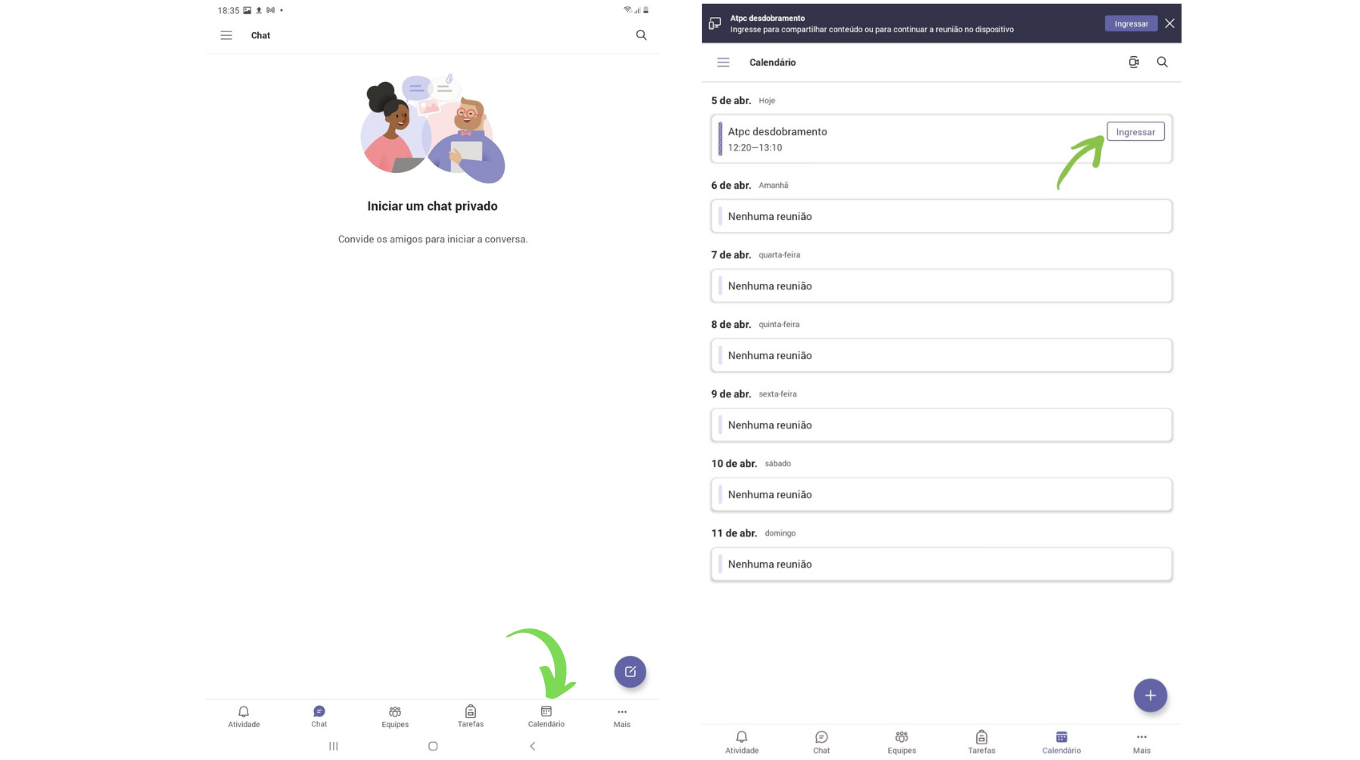 18:35
Chat
Iniciar um chat privado
Convide os amigos para iniciar a conversa.
Atividade
Chat
Equipes
Tarefas
Calendário
Mais
Atpc desdobramento
Ingresse para compartilhar conteúdo ou para continuar a reunião no dispositivo
Ingressar
Calendário
5 de abr. Hoje
Atpc desdobramento
Ingressar
12:20—13:10
6 de abr. Amanhã
Nenhuma reunião
7 de abr. quarta-feira
Nenhuma reunião
8 de abr. quinta-feira
Nenhuma reunião
9 de abr. sexta-feira
Nenhuma reunião
10 de abr. sábado
Nenhuma reunião
11 de abr. domingo
Nenhuma reunião
Atividade
Chat
Equipes
Tarefas
Calendário
Mais